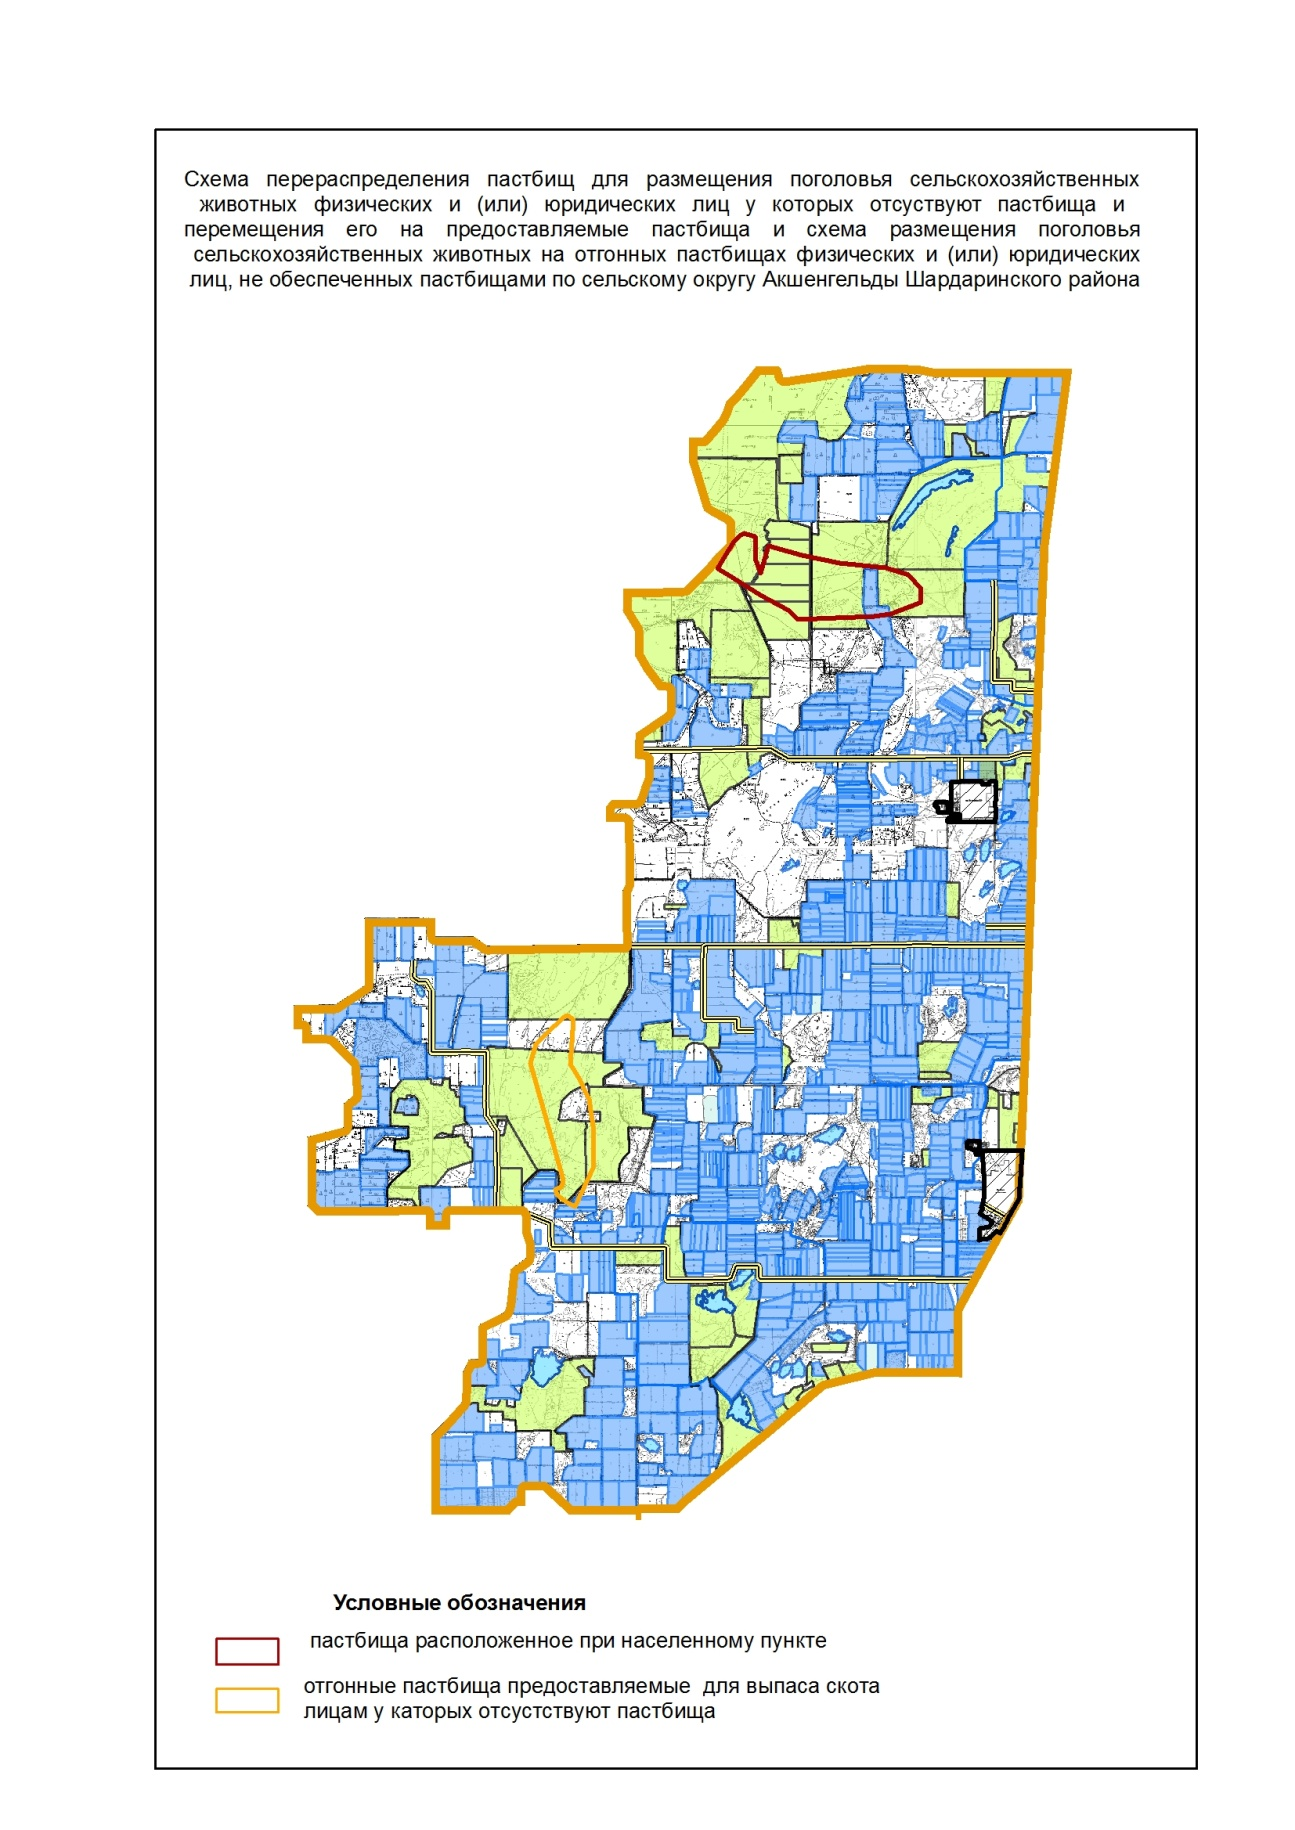 Схема перераспределения пастбищ для размещения поголовья сельскохозяйственных
животных физических и (или) юридических лиц у которых отсуствуют пастбища и
перемещения его на предоставляемые пастбища и схема размещения поголовья
сельскохозяйственных животных на отгонных пастбищах физических и (или) юридических
лиц, не обеспеченных пастбищами по сельскому округу Акшенгельды Шардаринского района
Условные обозначения
пастбища расположенное при населенному пункте
отгонные пастбища предоставляемые для выпаса скота
лицам у каторых отсустствуют пастбища